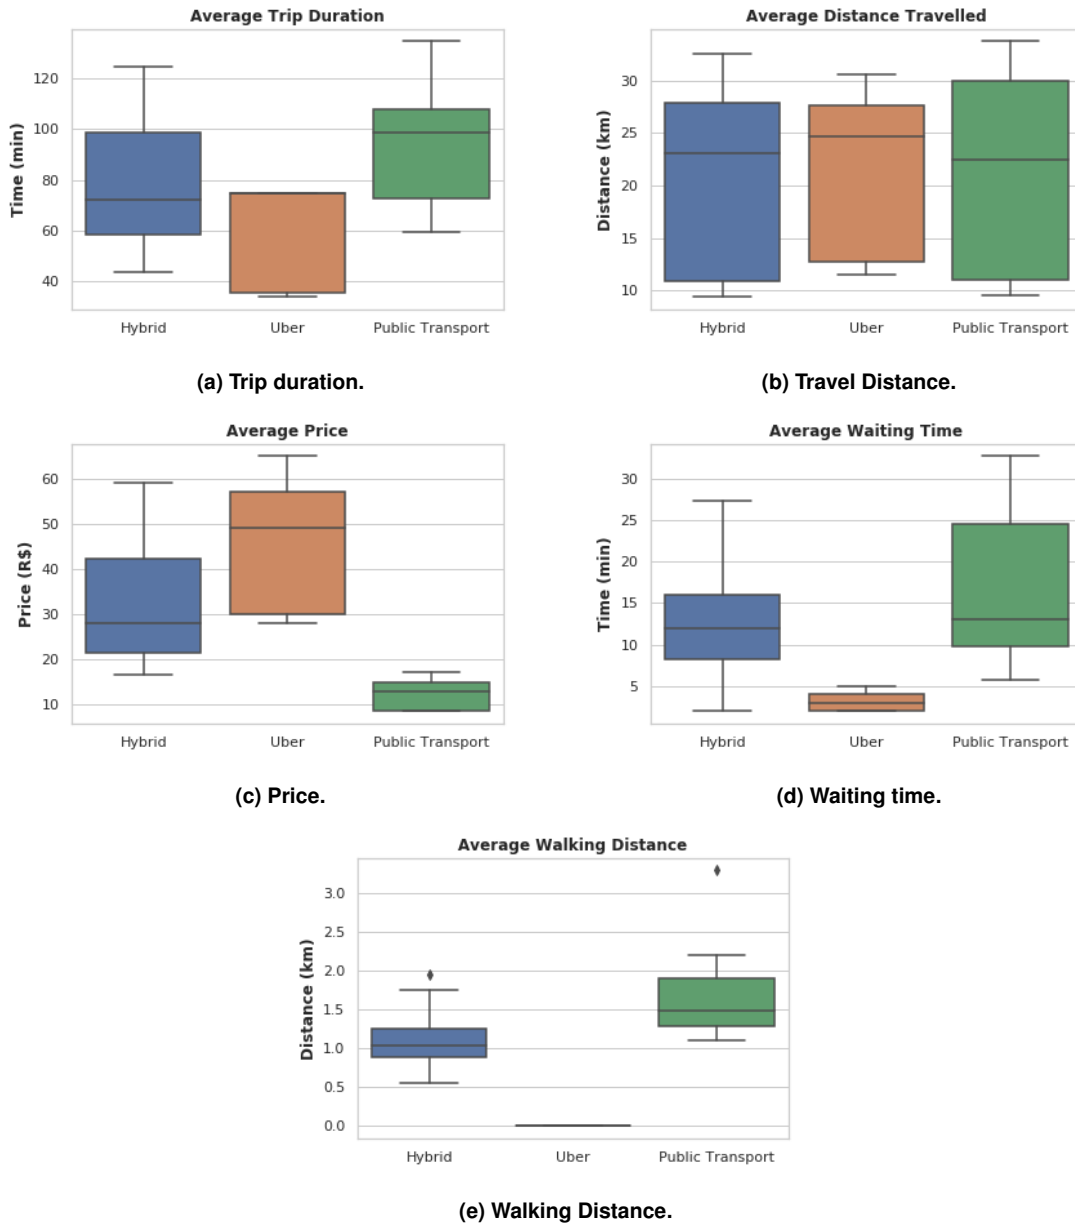 Average Trip Duration
Time (min)
120
100
80
60
40
Hybrid Uber Public Transport
(a) Trip duration.
Average Distance Travelled
Distance (km)
30
25
20
15
10
Hybrid Uber Public Transport
(b) Travel Distance.
Average Price
Price (R$)
60
50
40
30
20
10
Hybrid Uber Public Transport
(c) Price.
Average Waiting Time
Time (min)
30
25
20
15
10
5
Hybrid Uber Public Transport
(d) Waiting time.
Average Walking Distance
Distance (km)
3.0
2.5
2.0
1.5
1.0
0.5
0.0
Hybrid Uber Public Transport
(e) Walking Distance.